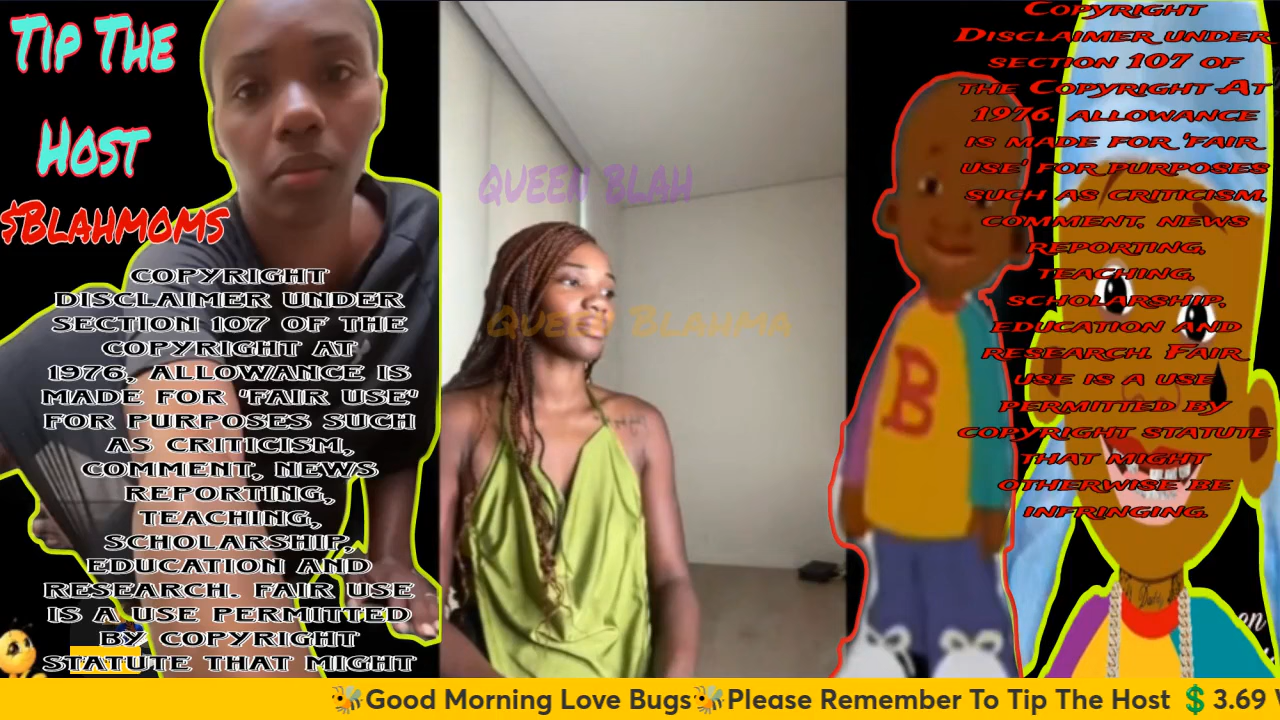 Tip The
Host
$Blahmoms
Copyright
Disclaimer under
section 107 of the
Copyright At
1976, allowance is
made for 'fair use'
for purposes such
as criticism,
comment, news
reporting,
teaching,
scholarship,
education and
research. Fair use
is a use permitted
by copyright
statute that might
Queen Blah
Queen Blahma
Copyright
Disclaimer under
section 107 of
the Copyright At
1976, allowance
is made for 'fair
use' for purposes
such as criticism,
comment, news
reporting,
teaching,
scholarship,
education and
research. Fair
use is a use
permitted by
copyright statute
that might
otherwise be
infringing.
B
on
🐝Good Morning Love Bugs🐝Please Remember To Tip The Host 💲3.69